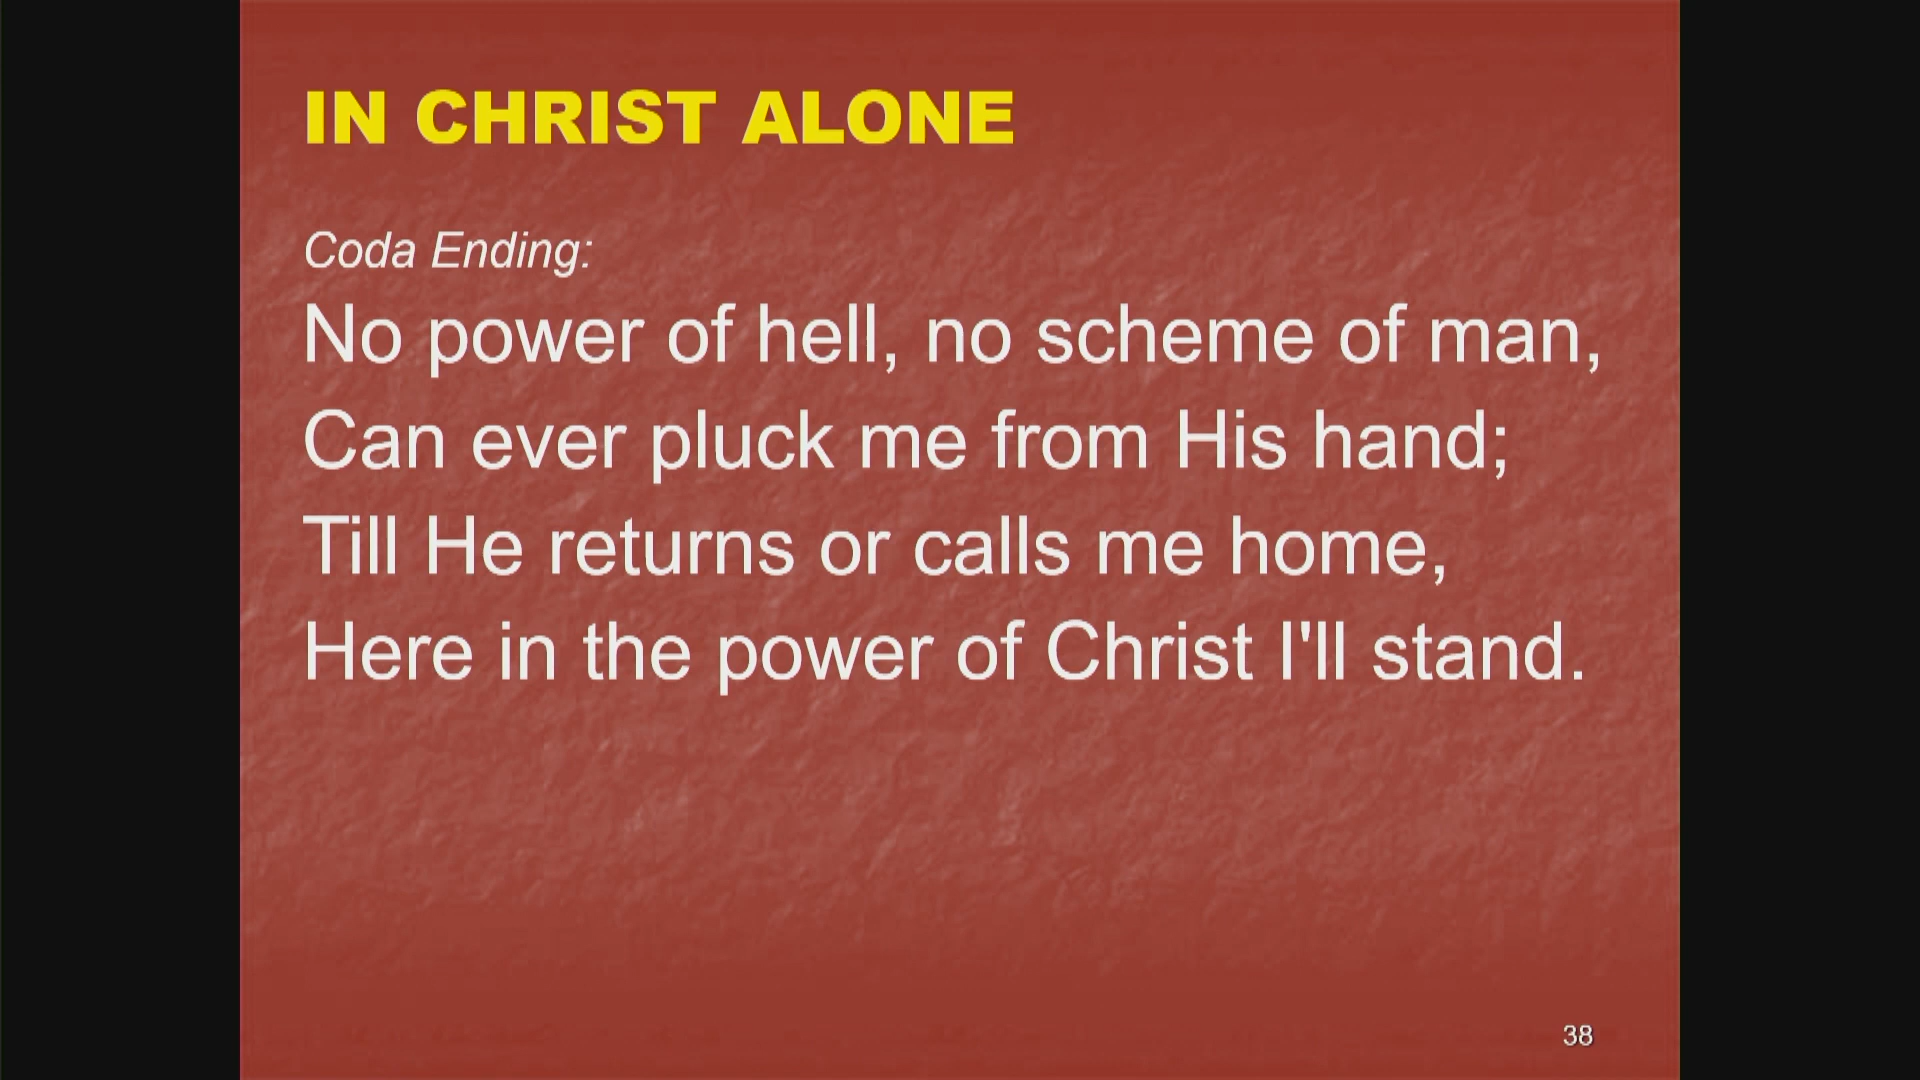 IN CHRIST ALONE
Coda Ending:
No power of hell, no scheme of man,
Can ever pluck me from His hand;
Till He returns or calls me home,
Here in the power of Christ I'll stand.
38